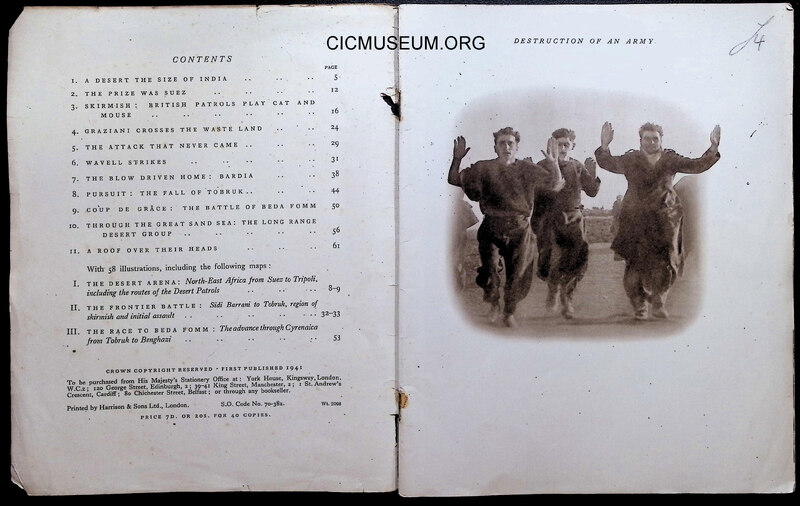 CICMUSEUM.ORG
CONTENTS
PAGE
1. A DESERT THE SIZE OF INDIA .. .. .. 5
2. THE PRIZE WAS SUEZ .. .. .. 12
3. SKIRMISH : BRITISH PATROLS PLAY CAT AND
MOUSE .. .. .. .. .. .. 16
4. GRAZIANI CROSSES THE WASTE LAND .. .. 24
5. THE ATTACK THAT NEVER CAME .. .. .. 29
6. WAVELL STRIKES .. .. .. .. 31
7. THE BLOW DRIVEN HOME : BARDIA .. .. 38
8. PURSUIT : THE FALL OF TOBRUK .. .. .. 44
9. COUP DE GRÂCE : THE BATTLE OF BEDA FOMM 50
10. THROUGH THE GREAT SAND SEA : THE LONG RANGE
DESERT GROUP .. .. .. .. .. 56
11. A ROOF OVER THEIR HEADS .. .. .. 61
With 58 illustrations, including the following maps :
I. THE DESERT ARENA : North-East Africa from Suez to Tripoli,
including the routes of the Desert Patrols .. .. .. 8–9
II. THE FRONTIER BATTLE : Sidi Barrani to Tobruk, region of
skirmish and initial assault .. .. .. .. .. 32–33
III. THE RACE TO BEDA FOMM : The advance through Cyrenaica
from Tobruk to Benghazi .. .. .. .. .. 53
CROWN COPYRIGHT RESERVED · FIRST PUBLISHED 1941
To be purchased from His Majesty's Stationery Office at : York House, Kingsway, London,
W.C.2 ; 120 George Street, Edinburgh, 2 ; 39-41 King Street, Manchester, 2 ; 1 St. Andrew's
Crescent, Cardiff ; 80 Chichester Street, Belfast ; or through any bookseller.
Printed by Harrison & Sons Ltd., London. S.O. Code No. 70-382. Wt. 2098
PRICE 7D. OR 20S. FOR 40 COPIES.
DESTRUCTION OF AN ARMY